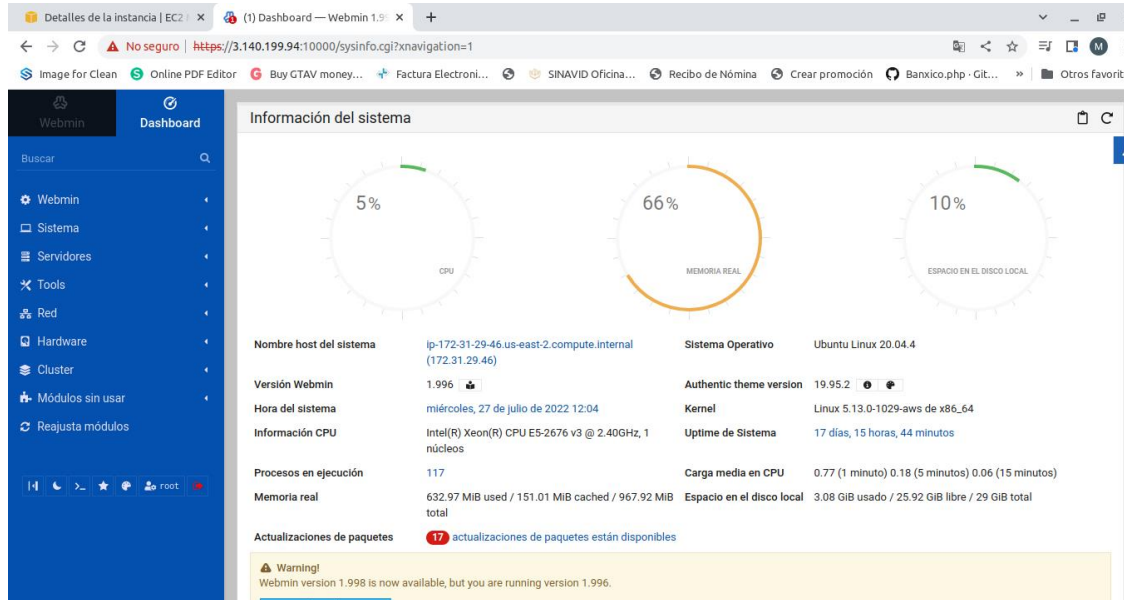 Detalles de la instancia | EC2
(1) Dashboard — Webmin 1.9
No seguro | https://3.140.199.94:10000/sysinfo.cgi?xnavigation=1
M
Image for Clean
Online PDF Editor
Buy GTAV money...
Factura Electroni...
SINAVID Oficina...
Recibo de Nómina
Crear promoción
Banxico.php · Git...
»
Otros favorit
Webmin
Dashboard
Buscar
Webmin
Sistema
Servidores
Tools
Red
Hardware
Cluster
Módulos sin usar
Reajusta módulos
root
Información del sistema
5%
CPU
66%
MEMORIA REAL
10%
ESPACIO EN EL DISCO LOCAL
Nombre host del sistema
ip-172-31-29-46.us-east-2.compute.internal
(172.31.29.46)
Sistema Operativo
Ubuntu Linux 20.04.4
Versión Webmin
1.996
Authentic theme version
19.95.2
Hora del sistema
miércoles, 27 de julio de 2022 12:04
Kernel
Linux 5.13.0-1029-aws de x86_64
Información CPU
Intel(R) Xeon(R) CPU E5-2676 v3 @ 2.40GHz, 1
núcleos
Uptime de Sistema
17 días, 15 horas, 44 minutos
Procesos en ejecución
117
Carga media en CPU
0.77 (1 minuto) 0.18 (5 minutos) 0.06 (15 minutos)
Memoria real
632.97 MiB used / 151.01 MiB cached / 967.92 MiB
total
Espacio en el disco local
3.08 GiB usado / 25.92 GiB libre / 29 GiB total
Actualizaciones de paquetes
17 actualizaciones de paquetes están disponibles
Warning!
Webmin version 1.998 is now available, but you are running version 1.996.